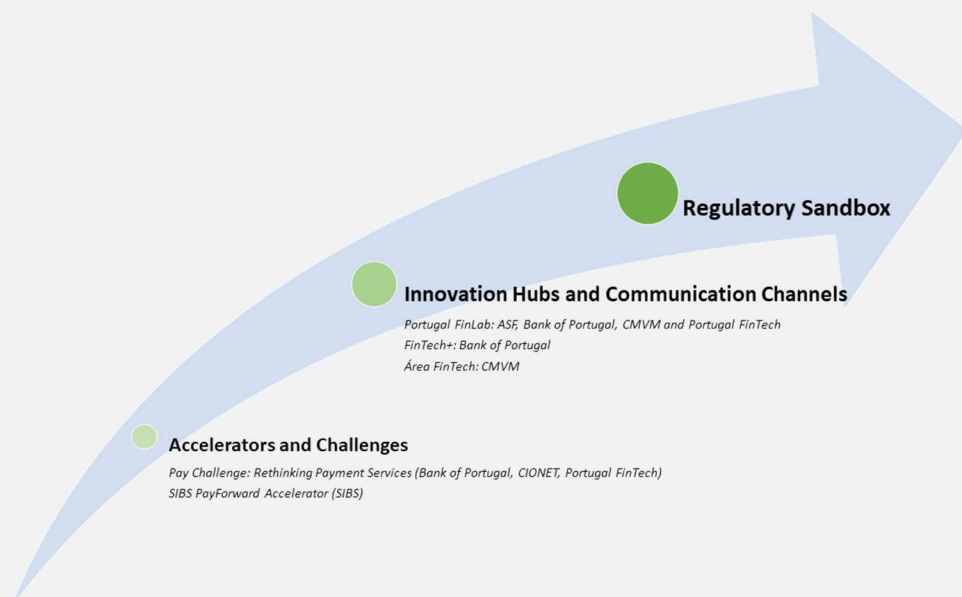 Regulatory Sandbox
Innovation Hubs and Communication Channels
Portugal FinLab: ASF, Bank of Portugal, CMVM and Portugal FinTech
FinTech+: Bank of Portugal
Área FinTech: CMVM
Accelerators and Challenges
Pay Challenge: Rethinking Payment Services (Bank of Portugal, CIONET, Portugal FinTech)
SIBS PayForward Accelerator (SIBS)